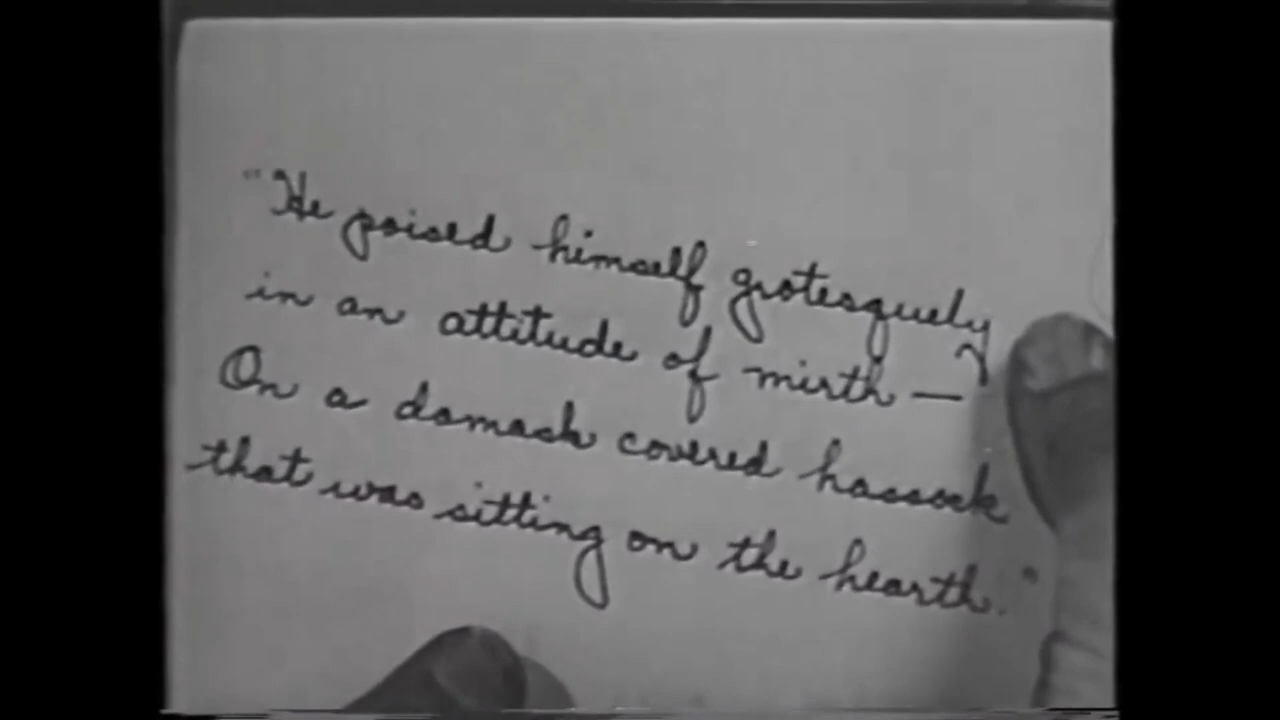 "He poised himself grotesquely
in an attitude of mirth —
On a damask covered hassock
that was sitting on the hearth."